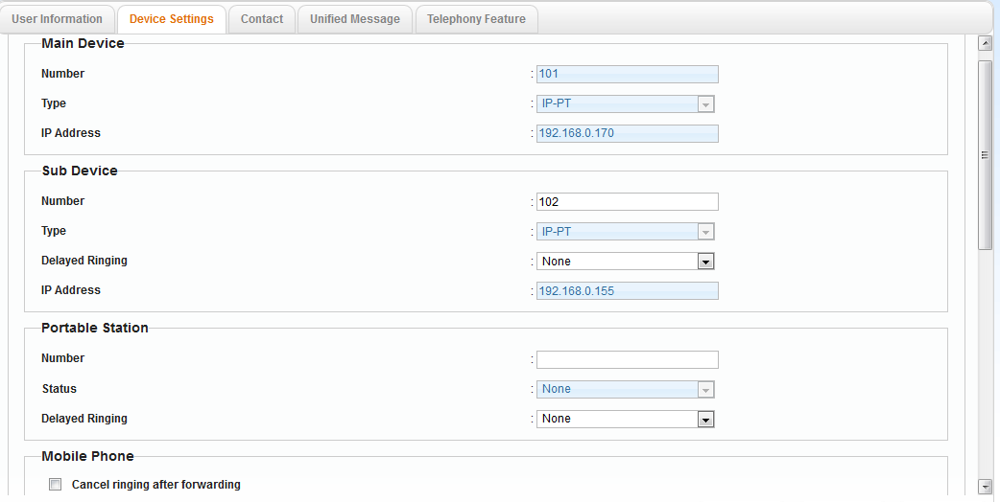 User Information Device Settings Contact Unified Message Telephony Feature
Main Device
Number : 101
Type : IP-PT
IP Address : 192.168.0.170
Sub Device
Number : 102
Type : IP-PT
Delayed Ringing : None
IP Address : 192.168.0.155
Portable Station
Number :
Status : None
Delayed Ringing : None
Mobile Phone
Cancel ringing after forwarding